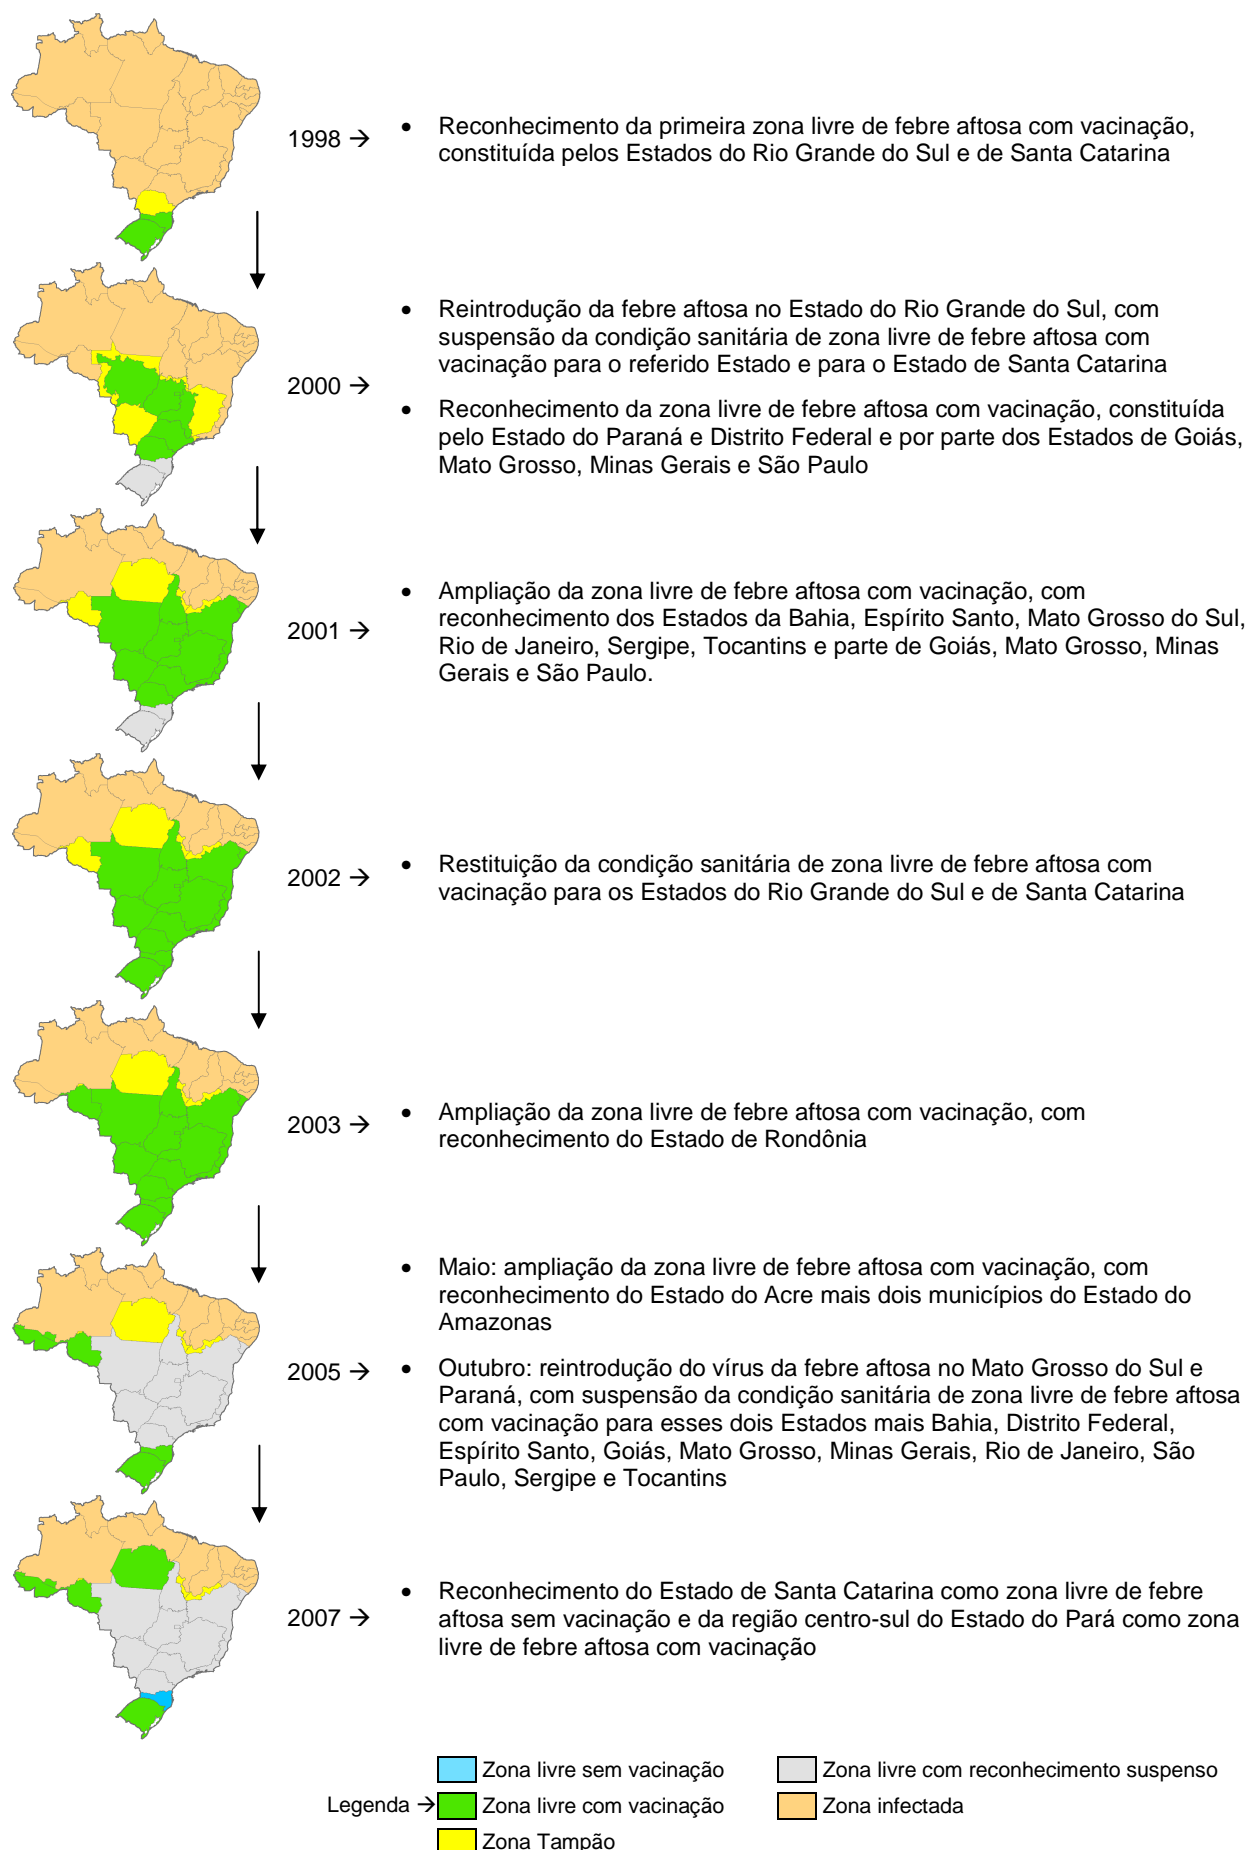 1998 →
• Reconhecimento da primeira zona livre de febre aftosa com vacinação,
constituída pelos Estados do Rio Grande do Sul e de Santa Catarina
2000 →
• Reintrodução da febre aftosa no Estado do Rio Grande do Sul, com
suspensão da condição sanitária de zona livre de febre aftosa com
vacinação para o referido Estado e para o Estado de Santa Catarina
• Reconhecimento da zona livre de febre aftosa com vacinação, constituída
pelo Estado do Paraná e Distrito Federal e por parte dos Estados de Goiás,
Mato Grosso, Minas Gerais e São Paulo
2001 →
• Ampliação da zona livre de febre aftosa com vacinação, com
reconhecimento dos Estados da Bahia, Espírito Santo, Mato Grosso do Sul,
Rio de Janeiro, Sergipe, Tocantins e parte de Goiás, Mato Grosso, Minas
Gerais e São Paulo.
2002 →
• Restituição da condição sanitária de zona livre de febre aftosa com
vacinação para os Estados do Rio Grande do Sul e de Santa Catarina
2003 →
• Ampliação da zona livre de febre aftosa com vacinação, com
reconhecimento do Estado de Rondônia
2005 →
• Maio: ampliação da zona livre de febre aftosa com vacinação, com
reconhecimento do Estado do Acre mais dois municípios do Estado do
Amazonas
• Outubro: reintrodução do vírus da febre aftosa no Mato Grosso do Sul e
Paraná, com suspensão da condição sanitária de zona livre de febre aftosa
com vacinação para esses dois Estados mais Bahia, Distrito Federal,
Espírito Santo, Goiás, Mato Grosso, Minas Gerais, Rio de Janeiro, São
Paulo, Sergipe e Tocantins
2007 →
• Reconhecimento do Estado de Santa Catarina como zona livre de febre
aftosa sem vacinação e da região centro-sul do Estado do Pará como zona
livre de febre aftosa com vacinação
Legenda →
Zona livre sem vacinação
Zona livre com vacinação
Zona Tampão
Zona livre com reconhecimento suspenso
Zona infectada